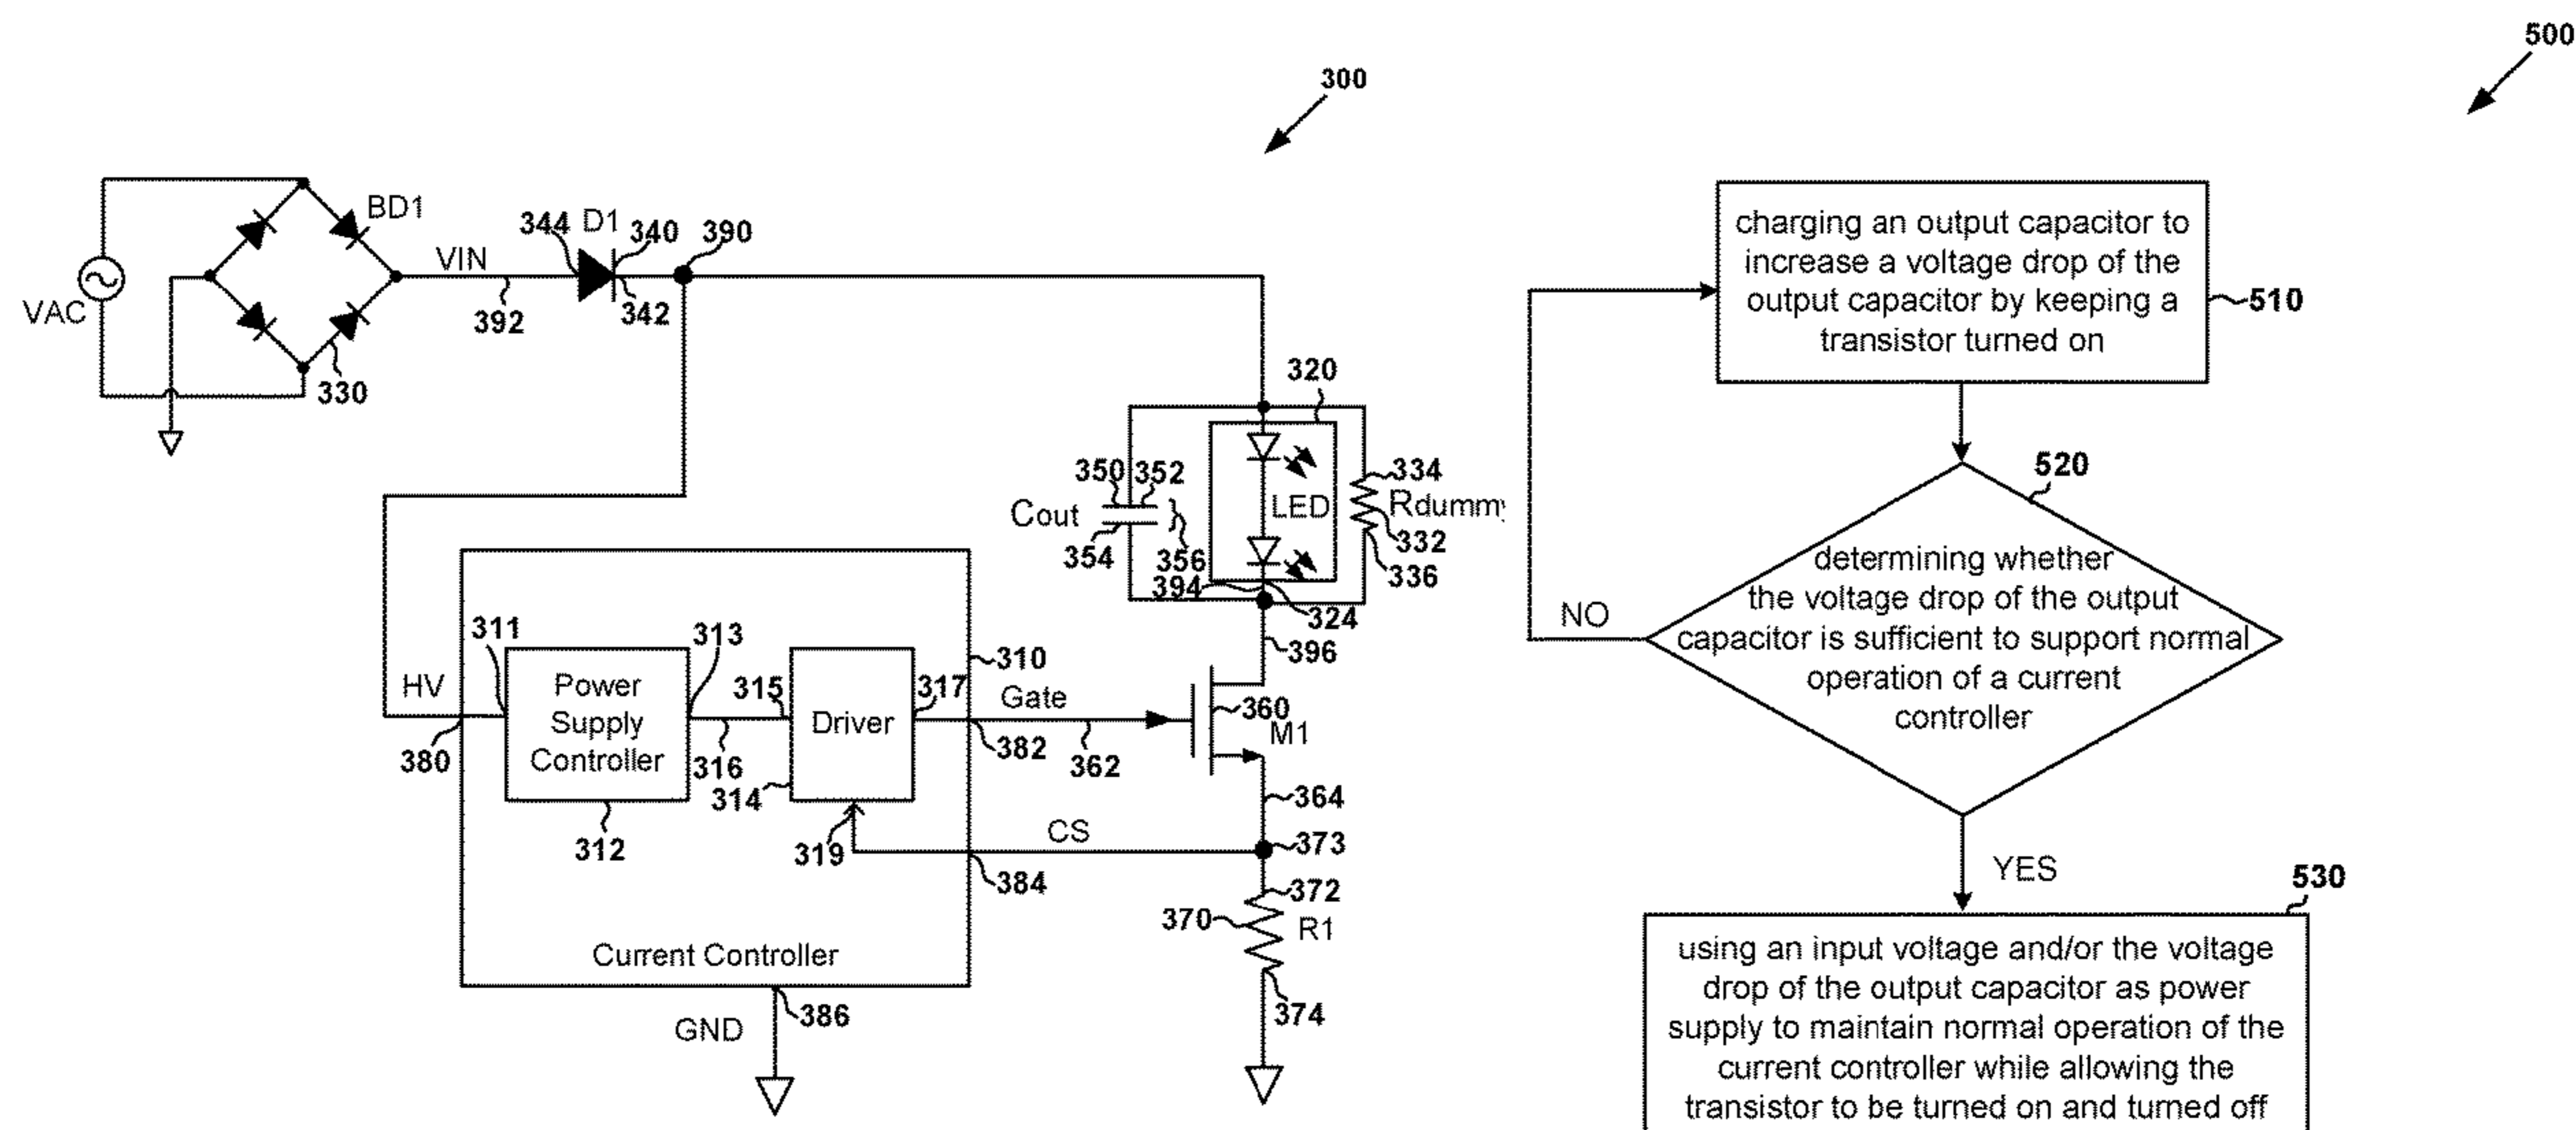 300
VAC
BD1
330
VIN
392
344
D1
340
342
390
320
350
352
Cout
354
356
LED
334
Rdummy
332
336
394
324
396
HV
380
311
Power
Supply
Controller
312
313
316
315
314
Driver
317
319
310
382
Gate
362
360
M1
364
CS
384
373
372
370
R1
374
Current Controller
GND
386
500
charging an output capacitor to
increase a voltage drop of the
output capacitor by keeping a
transistor turned on
510
520
determining whether
the voltage drop of the output
capacitor is sufficient to support normal
operation of a current
controller
NO
YES
530
using an input voltage and/or the voltage
drop of the output capacitor as power
supply to maintain normal operation of the
current controller while allowing the
transistor to be turned on and turned off